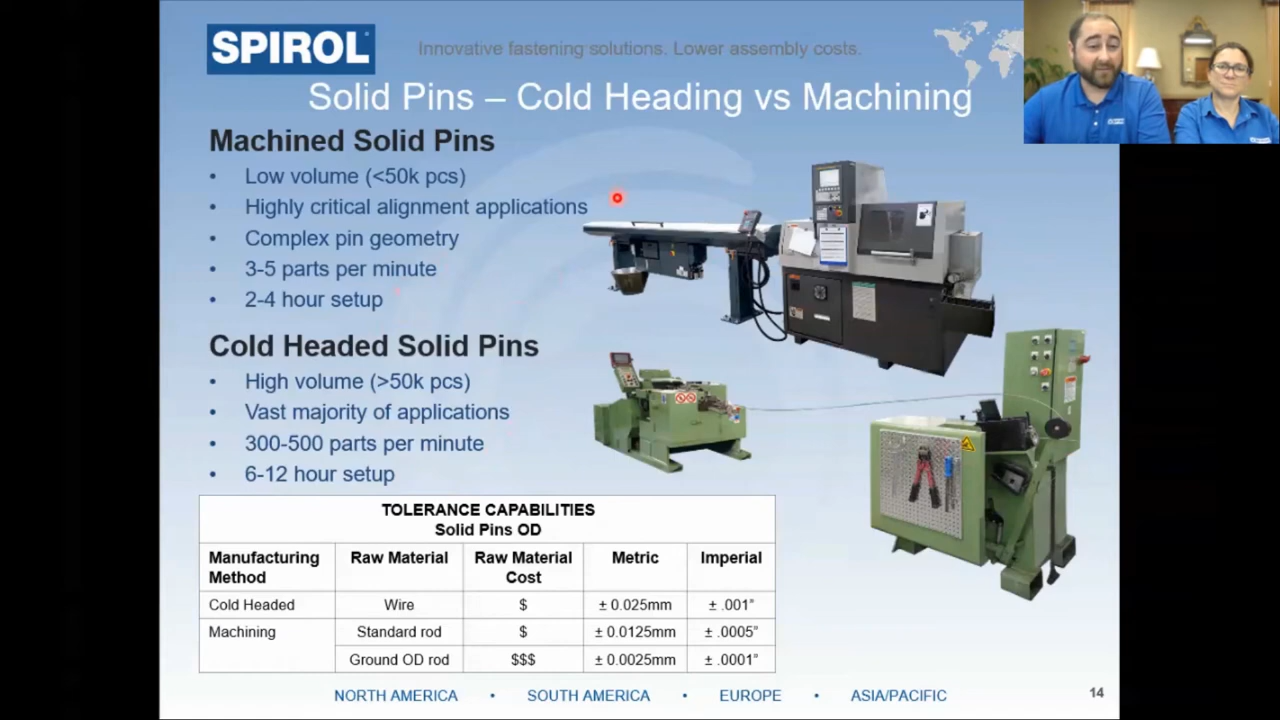 SPIROL
Innovative fastening solutions. Lower assembly costs.
Solid Pins – Cold Heading vs Machining
Machined Solid Pins
• Low volume (<50k pcs)
• Highly critical alignment applications
• Complex pin geometry
• 3-5 parts per minute
• 2-4 hour setup
Cold Headed Solid Pins
• High volume (>50k pcs)
• Vast majority of applications
• 300-500 parts per minute
• 6-12 hour setup
TOLERANCE CAPABILITIES
Solid Pins OD
Manufacturing Method Raw Material Raw Material Cost Metric Imperial
Cold Headed Wire $ ± 0.025mm ± .001”
Machining Standard rod $ ± 0.0125mm ± .0005”
Ground OD rod $$$ ± 0.0025mm ± .0001”
NORTH AMERICA • SOUTH AMERICA • EUROPE • ASIA/PACIFIC
14